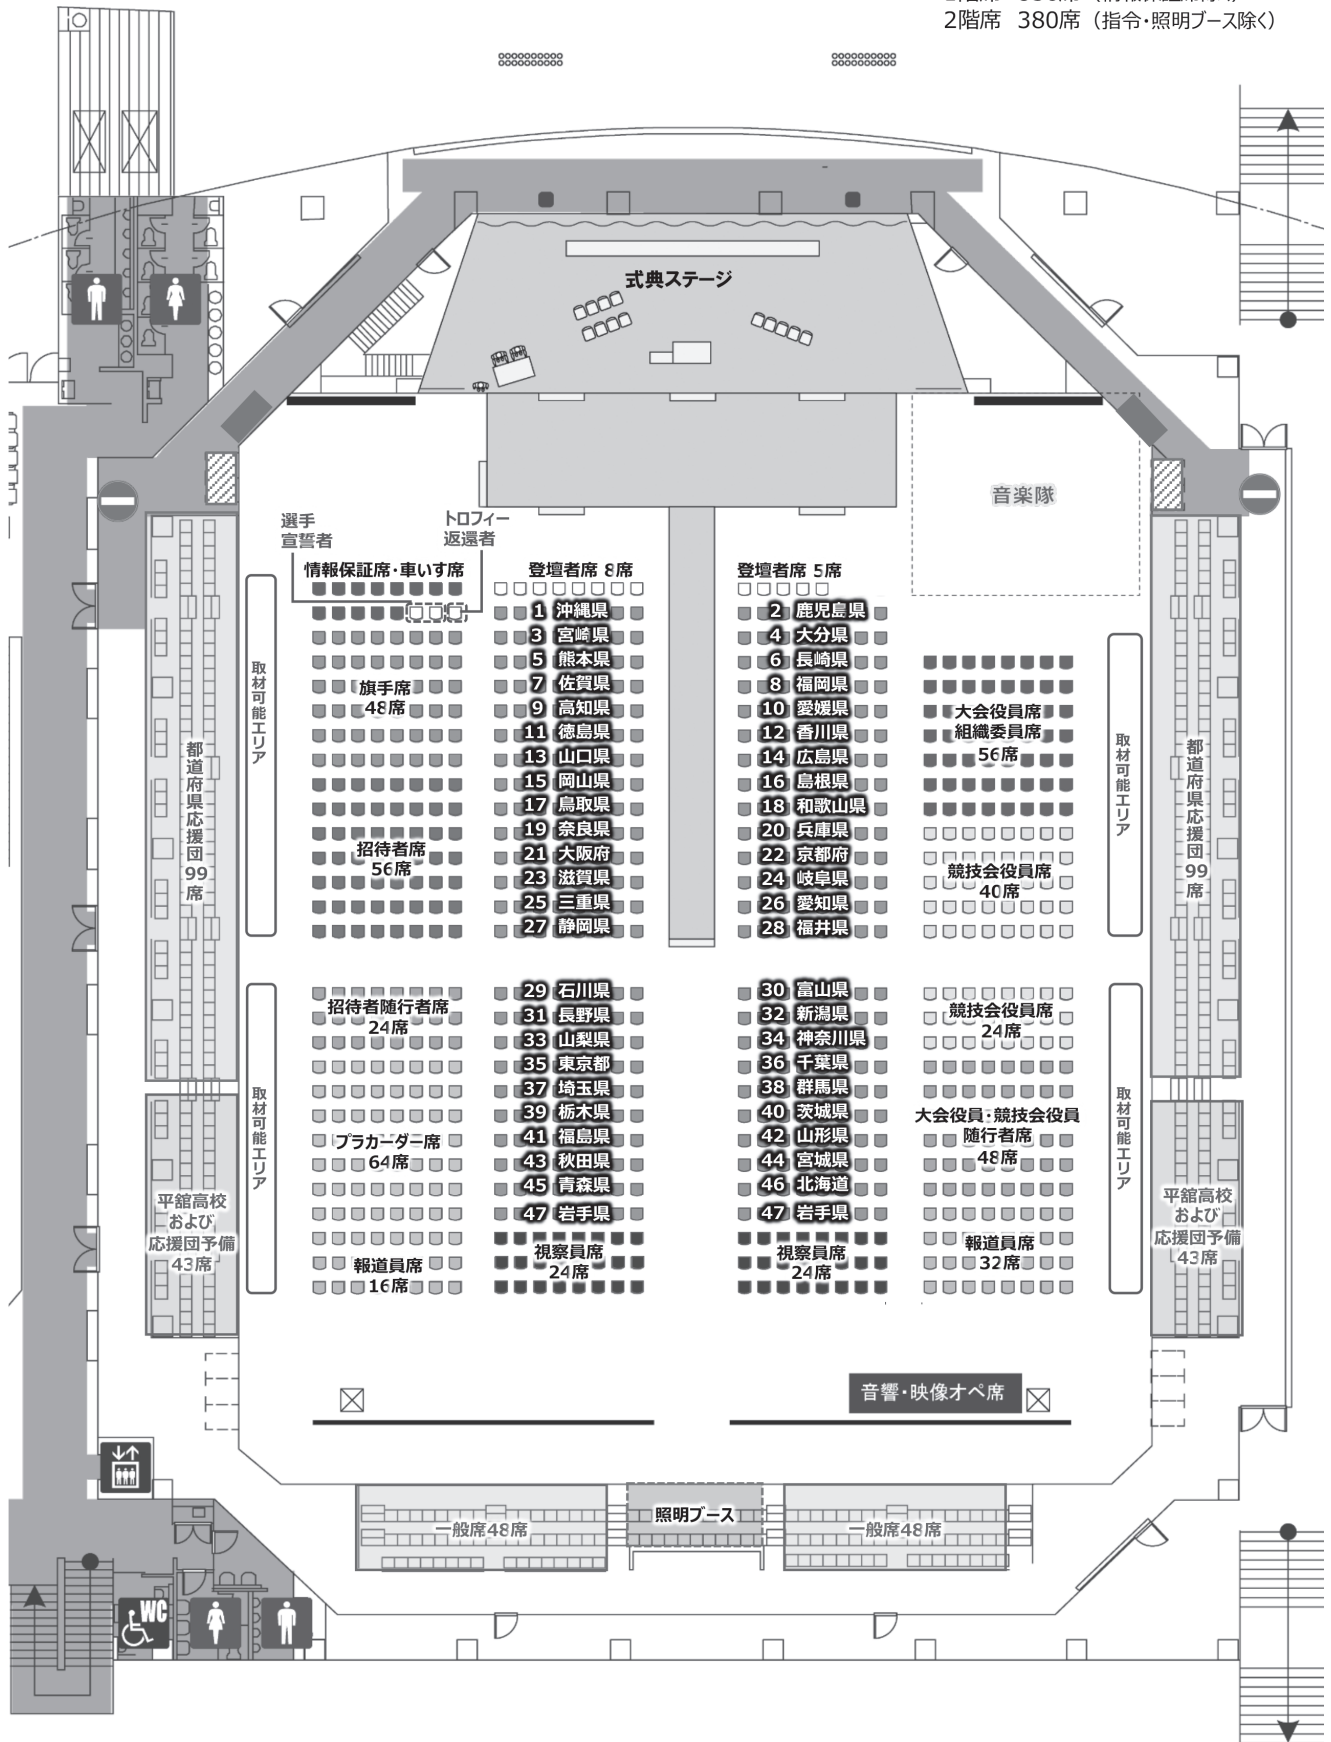 2階席 380席（指令・照明ブース除く）
式典ステージ
音楽隊
選手
宣誓者
トロフィー
返還者
情報保証席・車いす席
登壇者席 8席
登壇者席 5席
1 沖縄県
2 鹿児島県
3 宮崎県
4 大分県
5 熊本県
6 長崎県
7 佐賀県
8 福岡県
9 高知県
10 愛媛県
11 徳島県
12 香川県
13 山口県
14 広島県
15 岡山県
16 島根県
17 鳥取県
18 和歌山県
19 奈良県
20 兵庫県
21 大阪府
22 京都府
23 滋賀県
24 岐阜県
25 三重県
26 愛知県
27 静岡県
28 福井県
旗手席
48席
招待者席
56席
大会役員席
組織委員席
56席
競技会役員席
40席
取材可能エリア
取材可能エリア
都道府県応援団99席
都道府県応援団99席
29 石川県
30 富山県
31 長野県
32 新潟県
33 山梨県
34 神奈川県
35 東京都
36 千葉県
37 埼玉県
38 群馬県
39 栃木県
40 茨城県
41 福島県
42 山形県
43 秋田県
44 宮城県
45 青森県
46 北海道
47 岩手県
47 岩手県
招待者随行者席
24席
プラカーダー席
64席
報道員席
16席
視察員席
24席
視察員席
24席
競技会役員席
24席
大会役員・競技会役員
随行者席
48席
報道員席
32席
取材可能エリア
取材可能エリア
平舘高校
および
応援団予備
43席
平舘高校
および
応援団予備
43席
音響・映像オペ席
一般席48席
照明ブース
一般席48席
WC